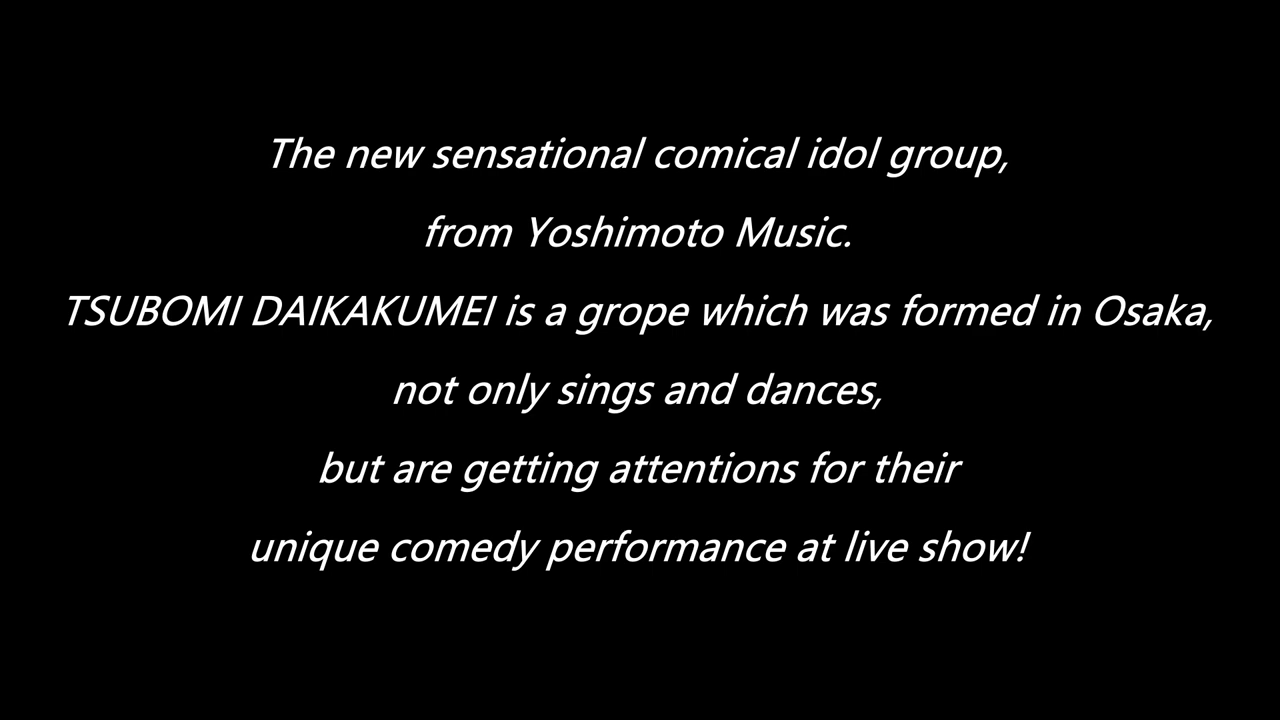 The new sensational comical idol group,
from Yoshimoto Music.
TSUBOMI DAIKAKUMEI is a grope which was formed in Osaka,
not only sings and dances,
but are getting attentions for their
unique comedy performance at live show!